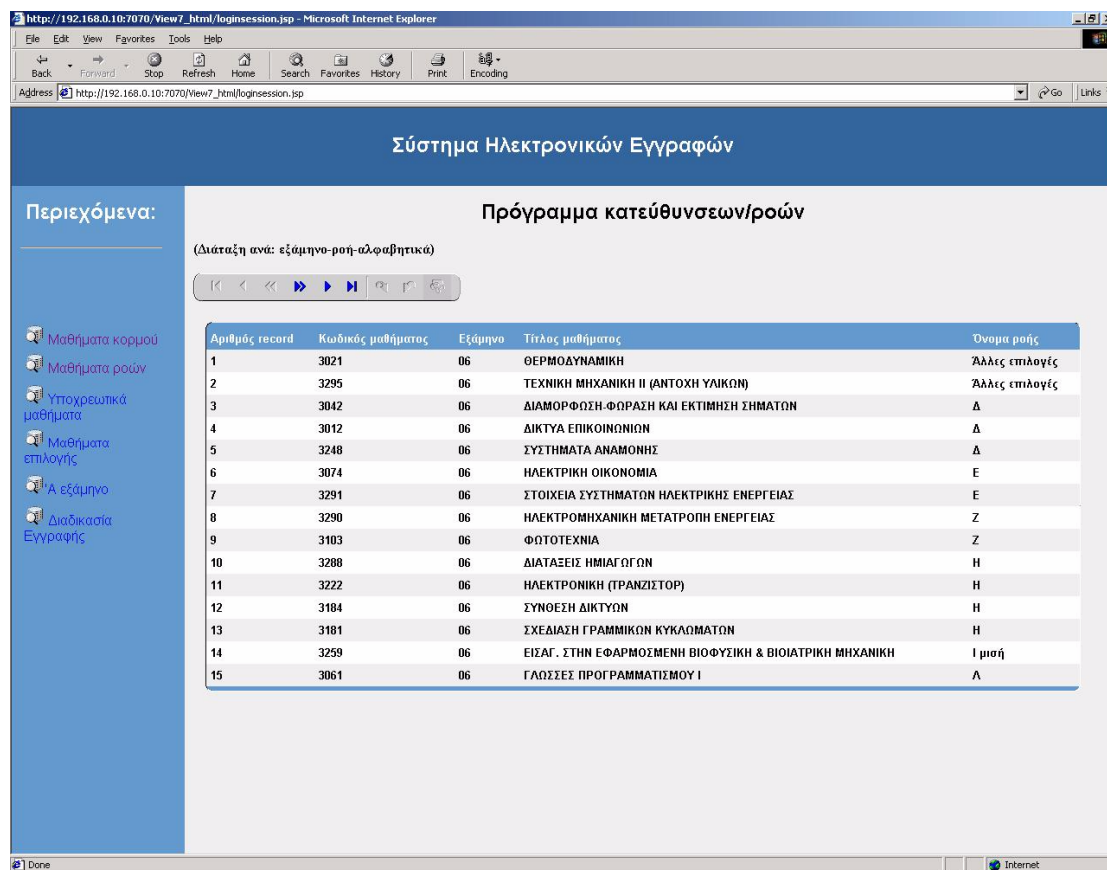 http://192.168.0.10:7070/View7_html/loginsession.jsp - Microsoft Internet Explorer
File Edit View Favorites Tools Help
Back Forward Stop Refresh Home Search Favorites History Print Encoding
Address http://192.168.0.10:7070/View7_html/loginsession.jsp Go Links
Σύστημα Ηλεκτρονικών Εγγραφών
Περιεχόμενα:
Μαθήματα κορμού
Μαθήματα ροών
Υποχρεωτικά
μαθήματα
Μαθήματα
επιλογής
Ά εξάμηνο
Διαδικασία
Εγγραφής
Πρόγραμμα κατεύθυνσεων/ροών
(Διάταξη ανά: εξάμηνο-ροή-αλφαβητικά)
Αριθμός record Κωδικός μαθήματος Εξάμηνο Τίτλος μαθήματος Όνομα ροής
1 3021 06 ΘΕΡΜΟΔΥΝΑΜΙΚΗ Άλλες επιλογές
2 3295 06 ΤΕΧΝΙΚΗ ΜΗΧΑΝΙΚΗ ΙΙ (ΑΝΤΟΧΗ ΥΛΙΚΩΝ) Άλλες επιλογές
3 3042 06 ΔΙΑΜΟΡΦΩΣΗ-ΦΩΡΑΣΗ ΚΑΙ ΕΚΤΙΜΗΣΗ ΣΗΜΑΤΩΝ Δ
4 3012 06 ΔΙΚΤΥΑ ΕΠΙΚΟΙΝΩΝΙΩΝ Δ
5 3248 06 ΣΥΣΤΗΜΑΤΑ ΑΝΑΜΟΝΗΣ Δ
6 3074 06 ΗΛΕΚΤΡΙΚΗ ΟΙΚΟΝΟΜΙΑ Ε
7 3291 06 ΣΤΟΙΧΕΙΑ ΣΥΣΤΗΜΑΤΩΝ ΗΛΕΚΤΡΙΚΗΣ ΕΝΕΡΓΕΙΑΣ Ε
8 3290 06 ΗΛΕΚΤΡΟΜΗΧΑΝΙΚΗ ΜΕΤΑΤΡΟΠΗ ΕΝΕΡΓΕΙΑΣ Ζ
9 3103 06 ΦΩΤΟΤΕΧΝΙΑ Ζ
10 3288 06 ΔΙΑΤΑΞΕΙΣ ΗΜΙΑΓΩΓΩΝ Η
11 3222 06 ΗΛΕΚΤΡΟΝΙΚΗ (ΤΡΑΝΖΙΣΤΟΡ) Η
12 3184 06 ΣΥΝΘΕΣΗ ΔΙΚΤΥΩΝ Η
13 3181 06 ΣΧΕΔΙΑΣΗ ΓΡΑΜΜΙΚΩΝ ΚΥΚΛΩΜΑΤΩΝ Η
14 3259 06 ΕΙΣΑΓ. ΣΤΗΝ ΕΦΑΡΜΟΣΜΕΝΗ ΒΙΟΦΥΣΙΚΗ & ΒΙΟΙΑΤΡΙΚΗ ΜΗΧΑΝΙΚΗ Ι μισή
15 3061 06 ΓΛΩΣΣΕΣ ΠΡΟΓΡΑΜΜΑΤΙΣΜΟΥ Ι Λ
Done Internet